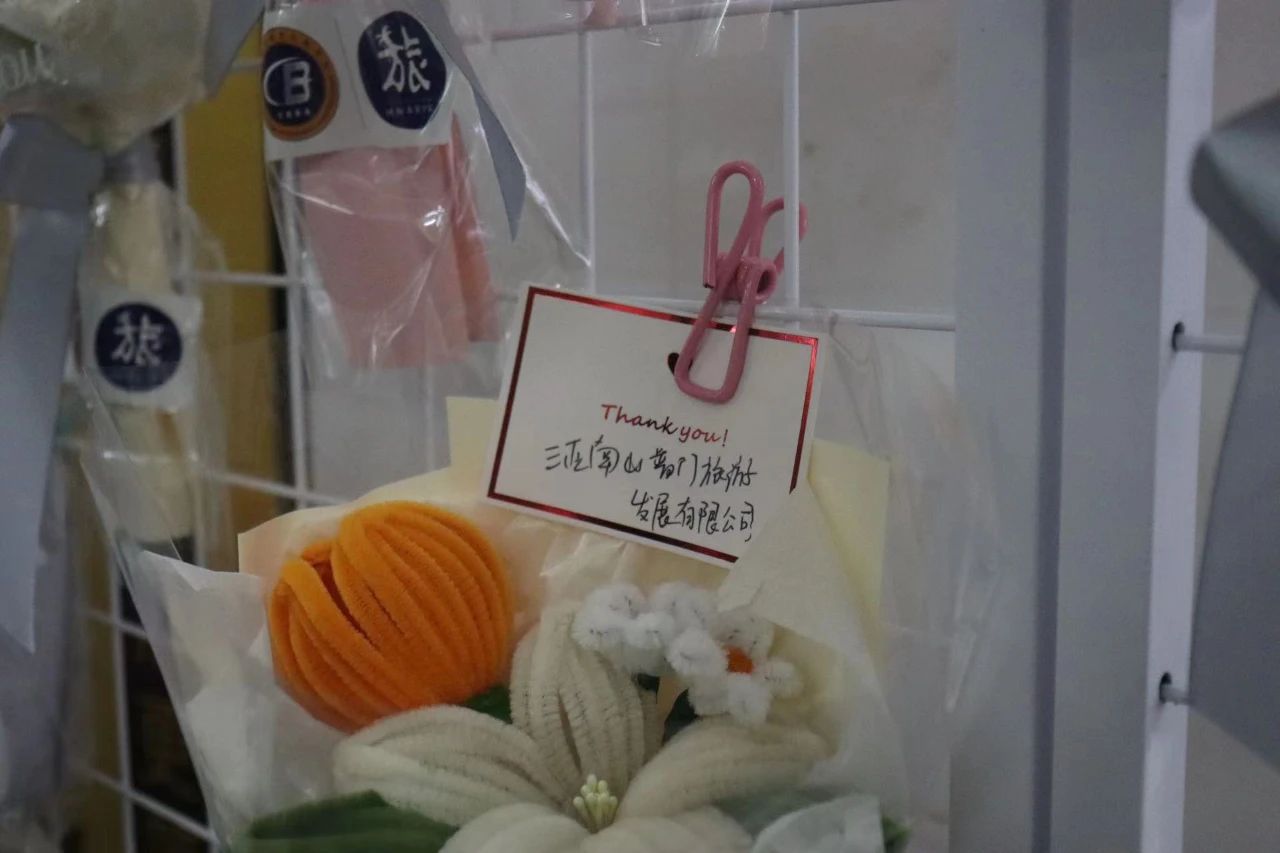 旅
旅
Thank you!
三亚南山普门旅游
发展有限公司